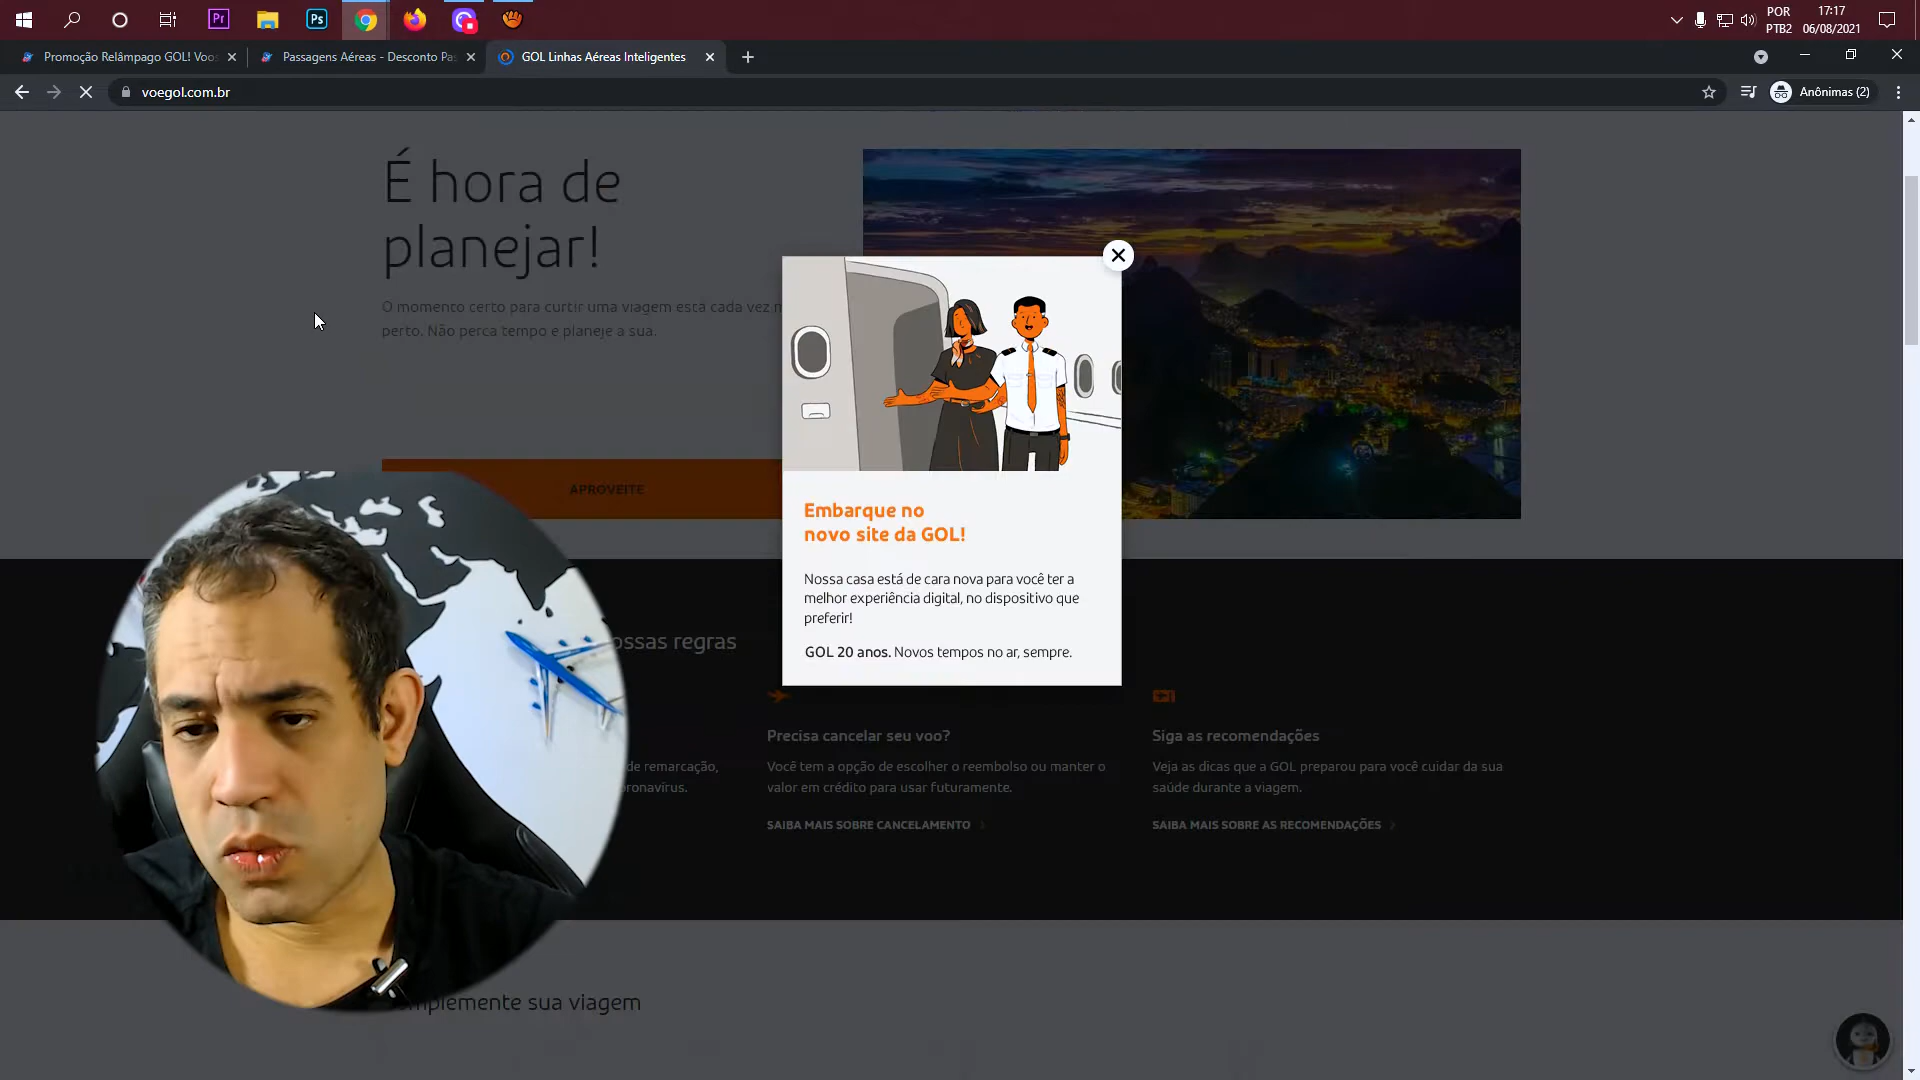 Pr
Ps
POR
PTB2
17:17
06/08/2021
Promoção Relâmpago GOL! Voos
Passagens Aéreas - Desconto Pas
GOL Linhas Aéreas Inteligentes
voegol.com.br
Anônimas (2)
É hora de
planejar!
O momento certo para curtir uma viagem está cada vez m
perto. Não perca tempo e planeje a sua.
APROVEITE
Embarque no
novo site da GOL!
Nossa casa está de cara nova para você ter a
melhor experiência digital, no dispositivo que
preferir!
GOL 20 anos. Novos tempos no ar, sempre.
ossas regras
de remarcação,
oronavírus.
Precisa cancelar seu voo?
Você tem a opção de escolher o reembolso ou manter o
valor em crédito para usar futuramente.
SAIBA MAIS SOBRE CANCELAMENTO
Siga as recomendações
Veja as dicas que a GOL preparou para você cuidar da sua
saúde durante a viagem.
SAIBA MAIS SOBRE AS RECOMENDAÇÕES
mplemente sua viagem